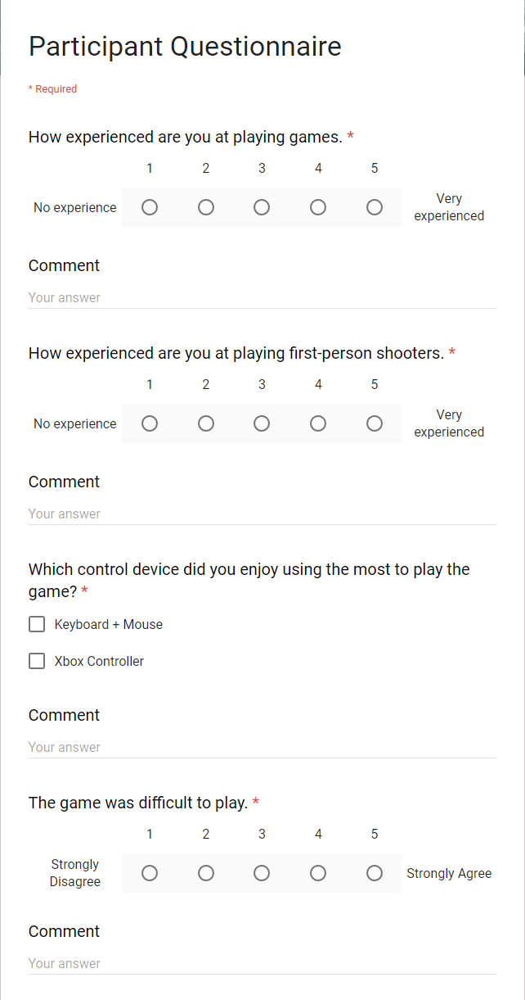 Participant Questionnaire
* Required
How experienced are you at playing games. *
1 2 3 4 5
No experience
Very
experienced
Comment
Your answer
How experienced are you at playing first-person shooters. *
1 2 3 4 5
No experience
Very
experienced
Comment
Your answer
Which control device did you enjoy using the most to play the
game? *
Keyboard + Mouse
Xbox Controller
Comment
Your answer
The game was difficult to play. *
1 2 3 4 5
Strongly
Disagree
Strongly Agree
Comment
Your answer